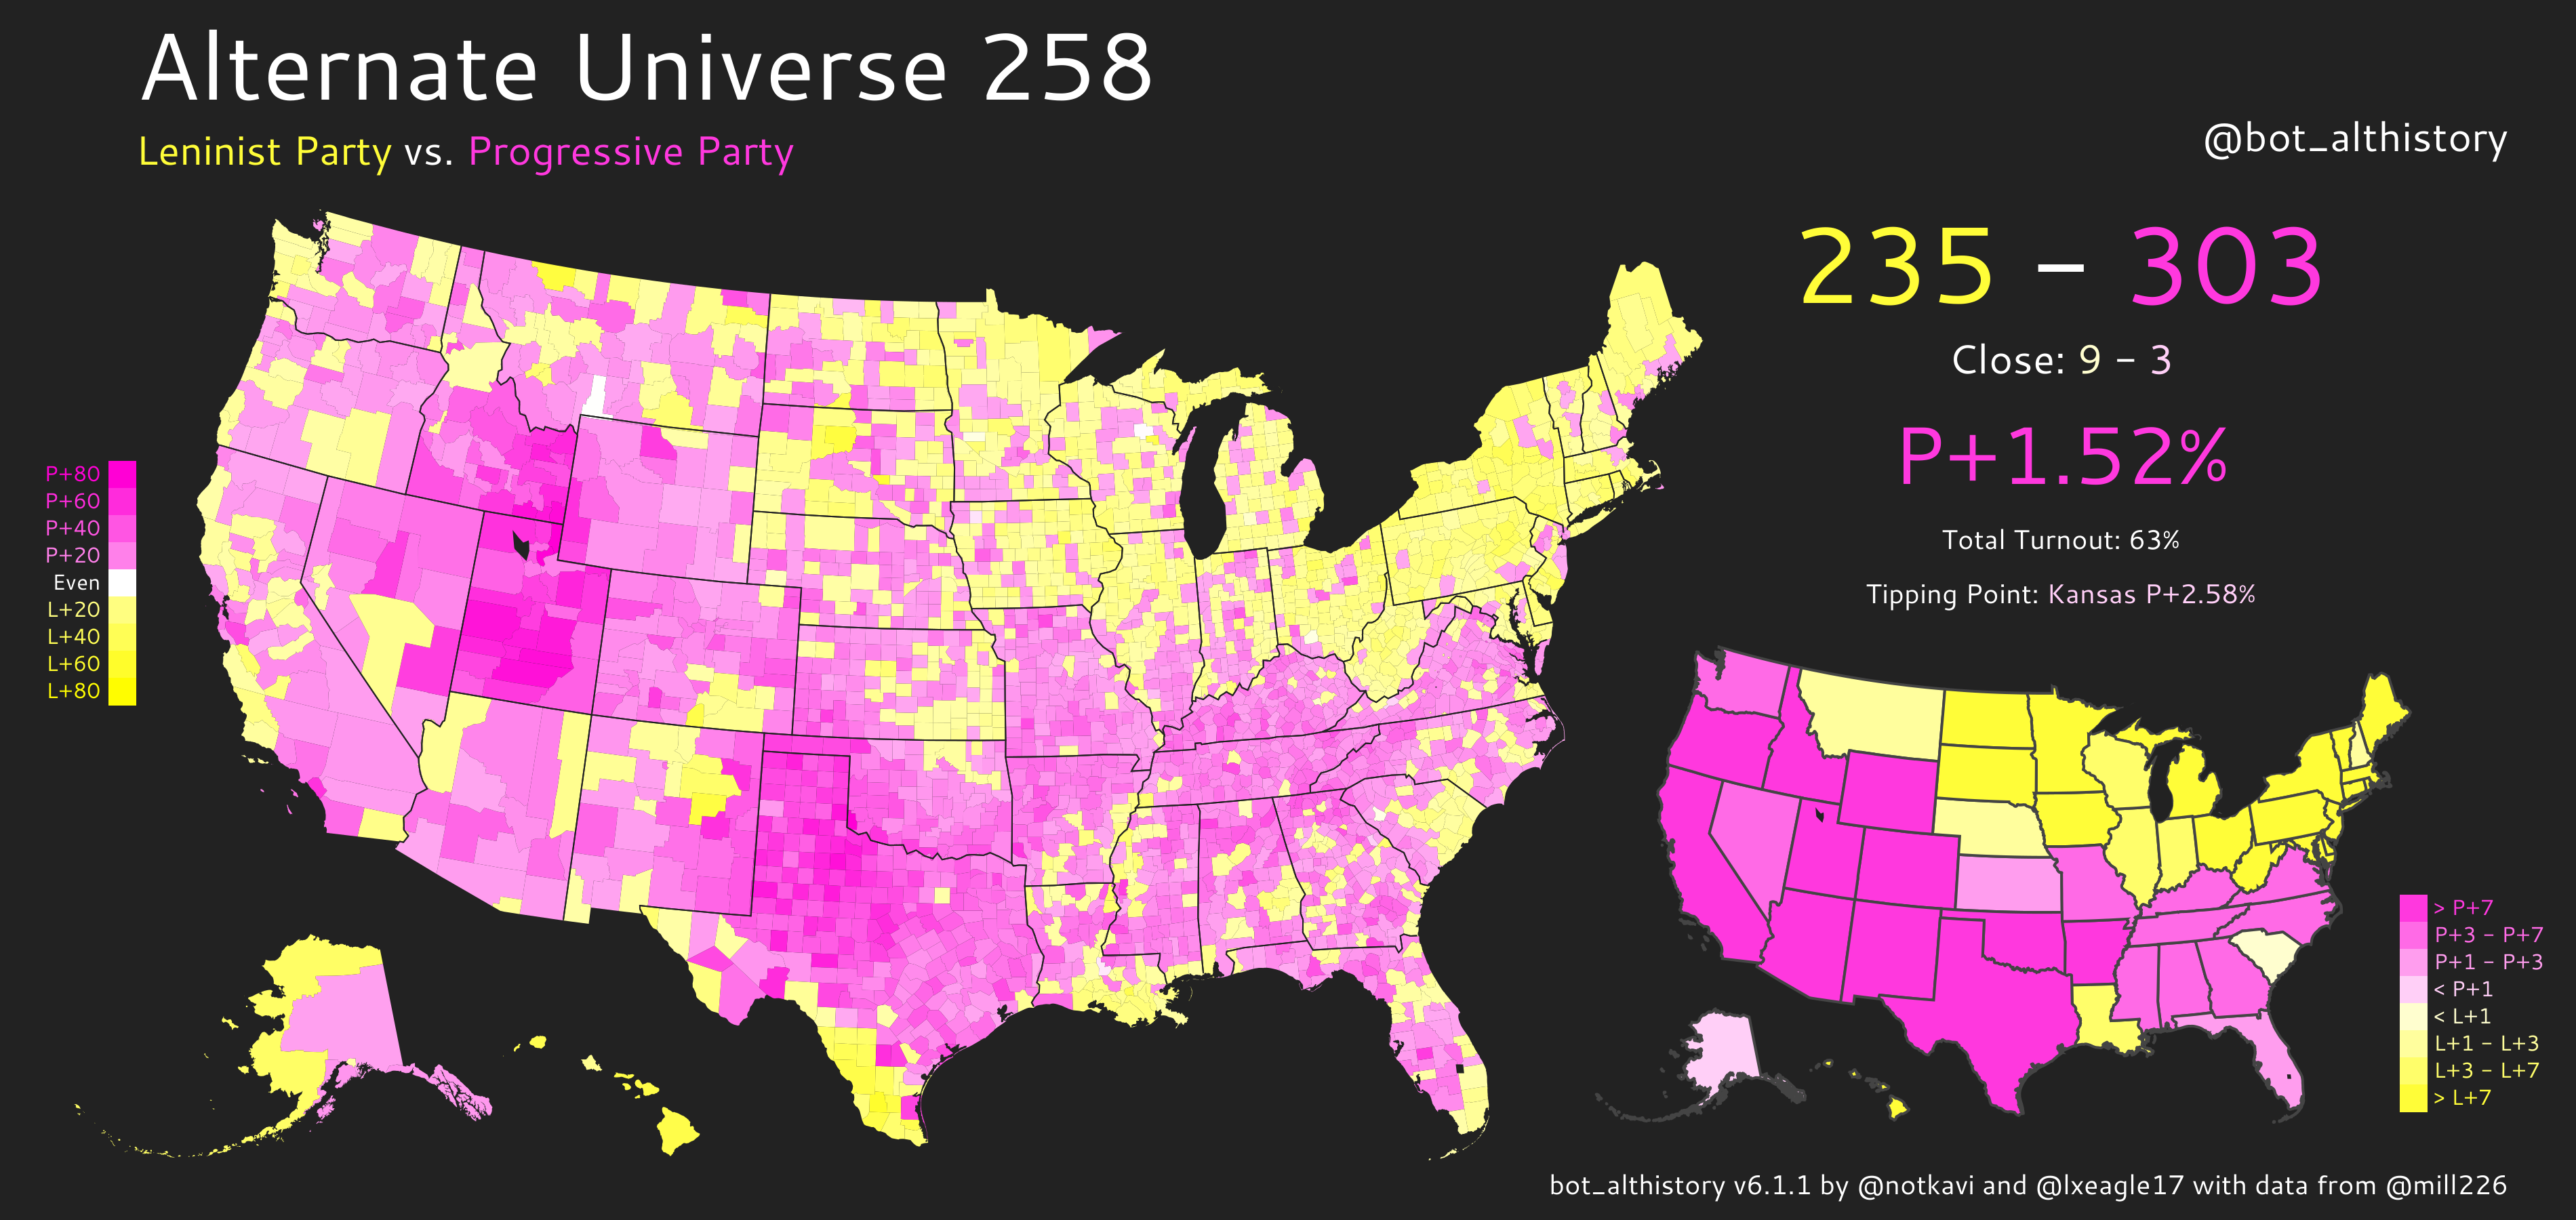 Alternate Universe 258
Leninist Party vs. Progressive Party
@bot_althistory
235 – 303
Close: 9 – 3
P+1.52%
Total Turnout: 63%
Tipping Point: Kansas P+2.58%
P+80
P+60
P+40
P+20
Even
L+20
L+40
L+60
L+80
> P+7
P+3 – P+7
P+1 – P+3
< P+1
< L+1
L+1 – L+3
L+3 – L+7
> L+7
bot_althistory v6.1.1 by @notkavi and @lxeagle17 with data from @mill226